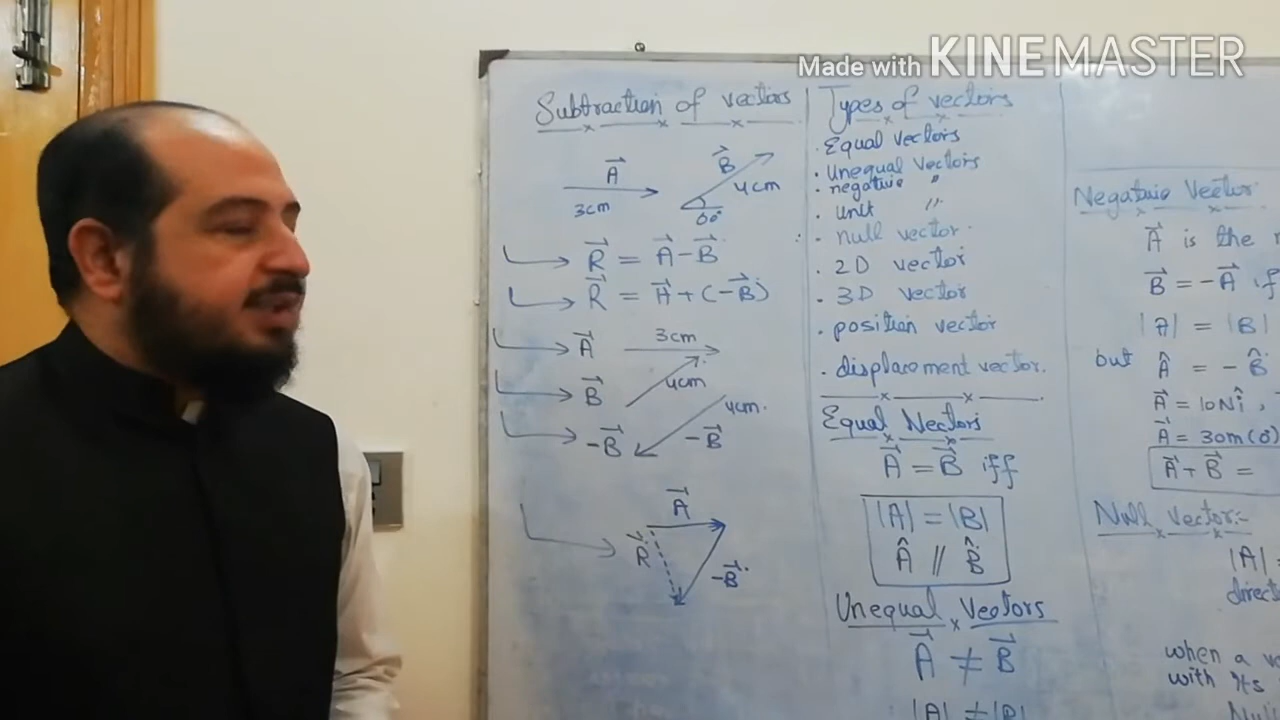 Made with KINEMASTER
Subtraction of vectors
A⃗
3cm
B⃗
4cm
60°
R⃗ = A⃗ - B⃗
R⃗ = A⃗ + (-B⃗)
A⃗ 3cm
B⃗ 4cm
-B⃗ 4cm.
-B⃗
A⃗
R⃗
-B⃗
Types of vectors
. Equal vectors
. Unequal vectors
. negative "
. unit "
. null vector.
. 2D vector
. 3D vector
. position vector
. displacement vector.
Equal Vectors
A⃗ = B⃗ iff
|A| = |B|
Â // B̂
Unequal Vectors
A⃗ ≠ B⃗
|A| ≠ |B|
Negative Vector
A⃗ is the
B⃗ = -A⃗ if
|A| = |B|
but Â = - B̂
A⃗ = 10Nî,
A⃗ = 30m(
A⃗ + B⃗ =
Null Vector:-
|A| =
when a
with its